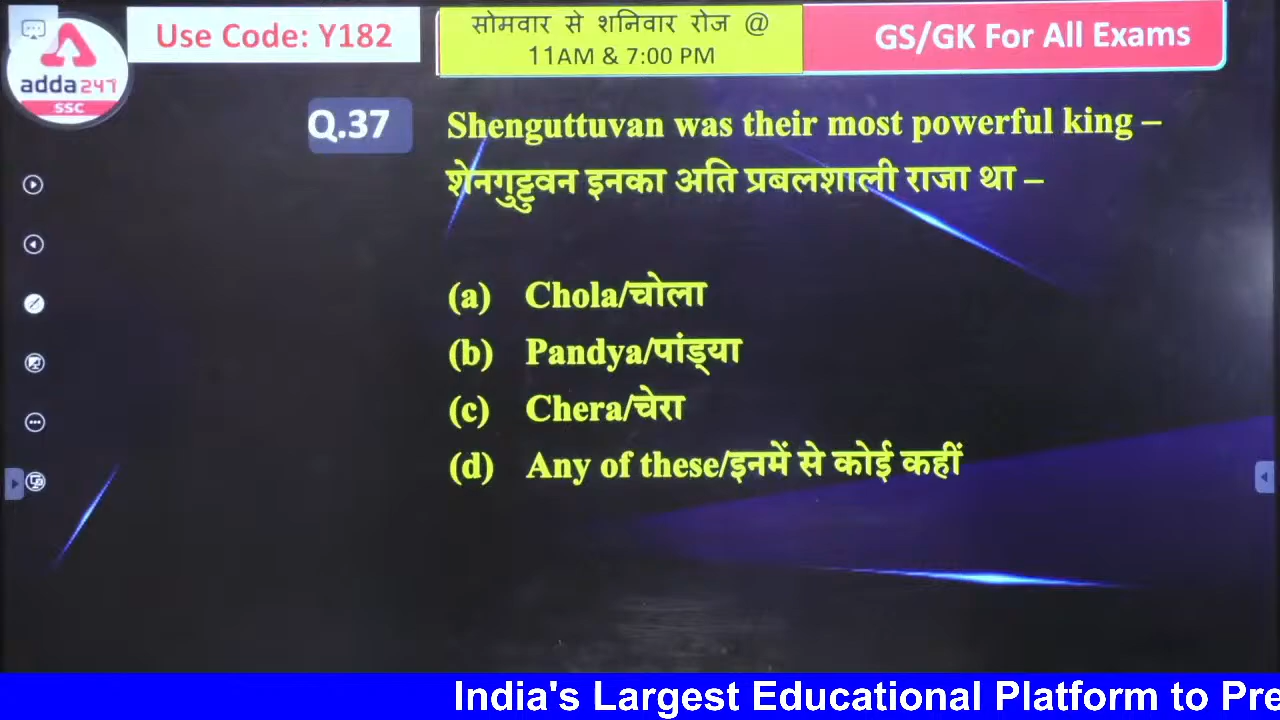 adda247
SSC
Use Code: Y182
सोमवार से शनिवार रोज @
11AM & 7:00 PM
GS/GK For All Exams
Q.37
Shenguttuvan was their most powerful king –
शेनगुट्टुवन इनका अति प्रबलशाली राजा था –
(a) Chola/चोला
(b) Pandya/पांड्या
(c) Chera/चेरा
(d) Any of these/इनमें से कोई कहीं
India's Largest Educational Platform to Pre